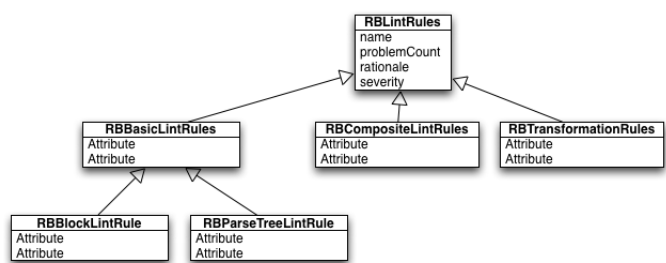 RBLintRules
name
problemCount
rationale
severity
RBBasicLintRules
Attribute
Attribute
RBCompositeLintRules
Attribute
Attribute
RBTransformationRules
Attribute
Attribute
RBBlockLintRule
Attribute
Attribute
RBParseTreeLintRule
Attribute
Attribute